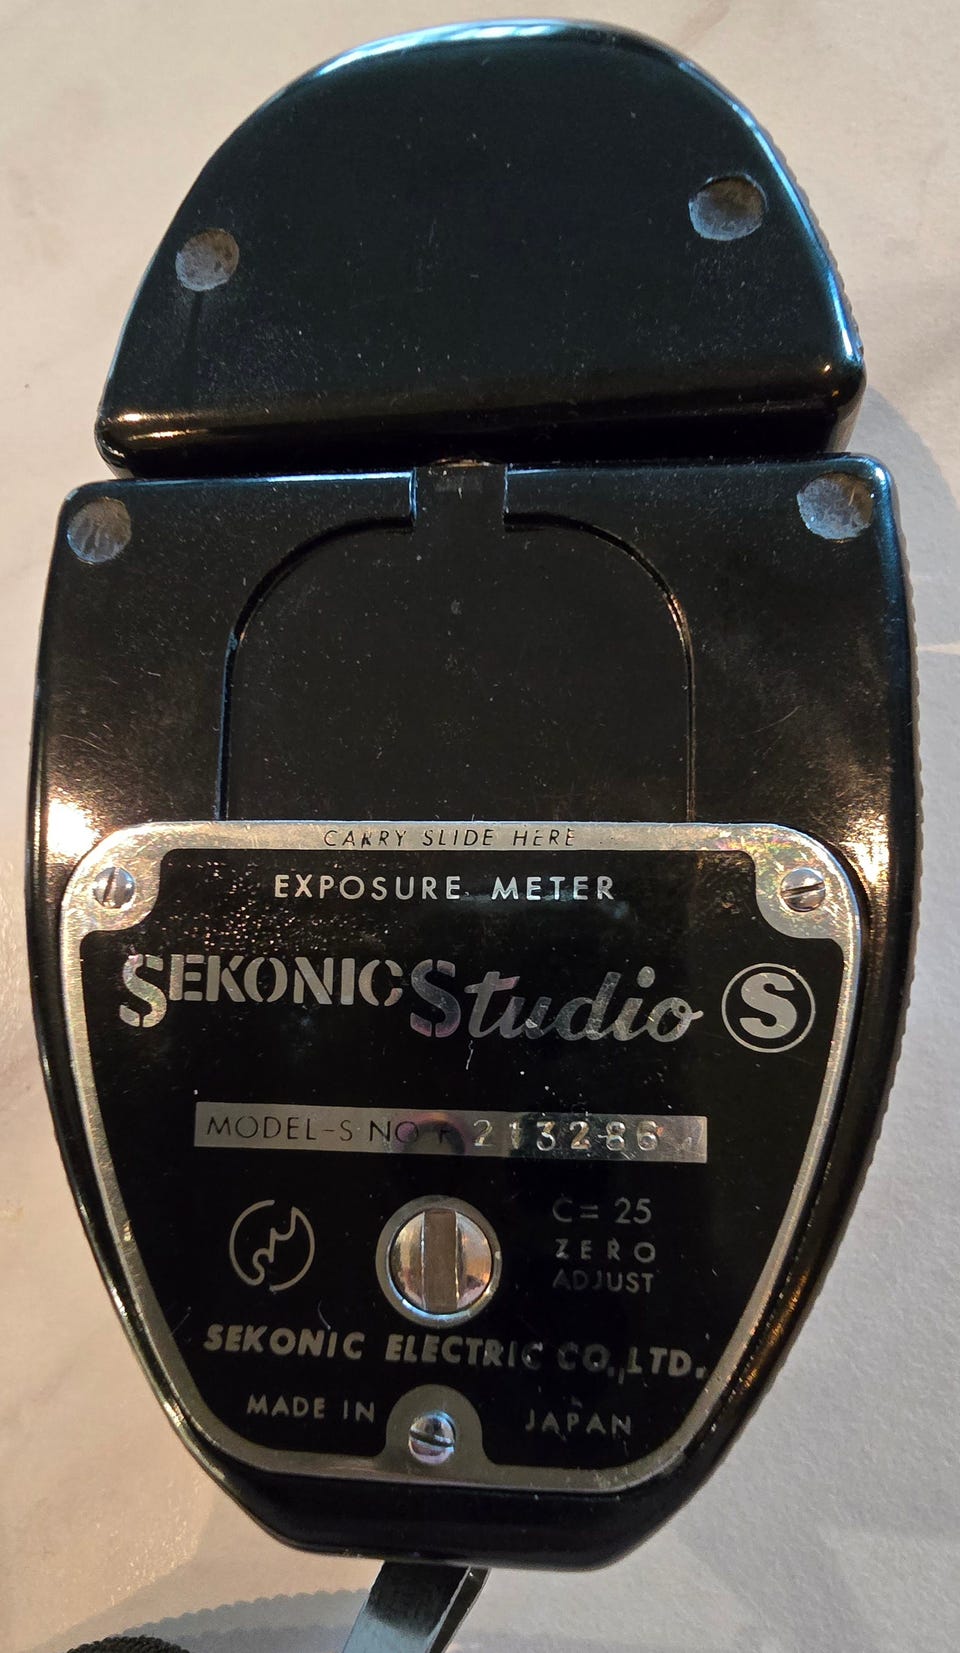 CARRY SLIDE HERE
EXPOSURE METER
SEKONIC Studio S
MODEL-S NO 213286
C=25
ZERO
ADJUST
SEKONIC ELECTRIC CO.,LTD.
MADE IN JAPAN